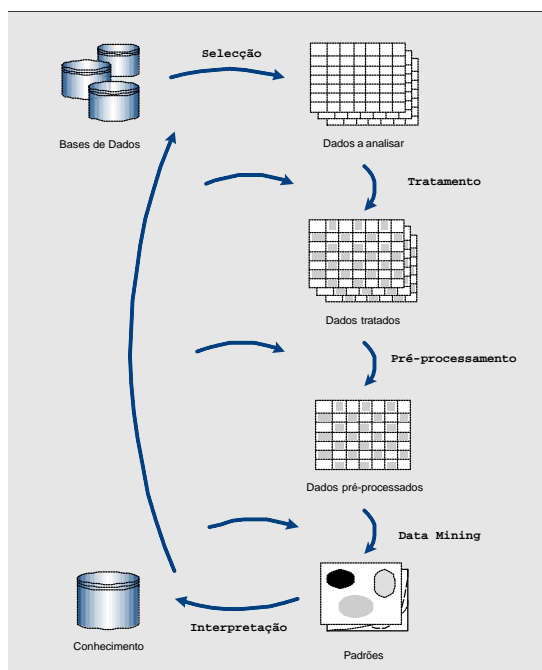 Selecção
Bases de Dados
Dados a analisar
Tratamento
Dados tratados
Pré-processamento
Dados pré-processados
Data Mining
Interpretação
Conhecimento
Padrões